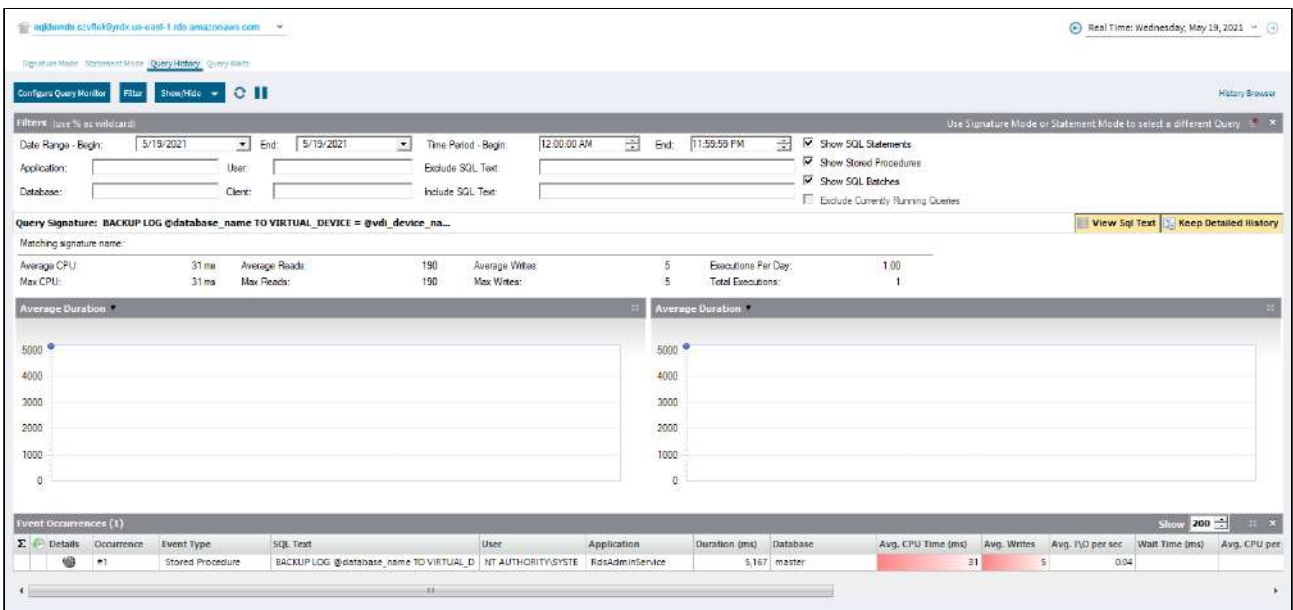 Real Time: Wednesday, May 19, 2021
Signature Mode Statement Mode Query History Query Waits
Configure Query Monitor Filter Show/Hide History Browser
Filters (use % as wildcard) Use Signature Mode or Statement Mode to select a different Query
Date Range - Begin: 5/19/2021 End: 5/19/2021 Time Period - Begin: 12:00:00 AM End: 11:59:59 PM Show SQL Statements
Application: User: Exclude SQL Text: Show Stored Procedures
Database: Client: Include SQL Text: Show SQL Batches
Exclude Currently Running Queries
Query Signature: BACKUP LOG @database_name TO VIRTUAL_DEVICE = @vdi_device_na... View Sql Text Keep Detailed History
Matching signature name:
Average CPU: 31 ms Average Reads: 190 Average Writes: 5 Executions Per Day: 1.00
Max CPU: 31 ms Max Reads: 190 Max Writes: 5 Total Executions: 1
Average Duration Average Duration
5000 5000
4000 4000
3000 3000
2000 2000
1000 1000
0 0
Event Occurrences (1) Show 200
Σ Details Occurrence Event Type SQL Text User Application Duration (ms) Database Avg. CPU Time (ms) Avg. Writes Avg. I\O per sec Wait Time (ms) Avg. CPU per
#1 Stored Procedure BACKUP LOG @database_name TO VIRTUAL_D NT AUTHORITY\SYSTE RdsAdminService 5,167 master 31 5 0.04